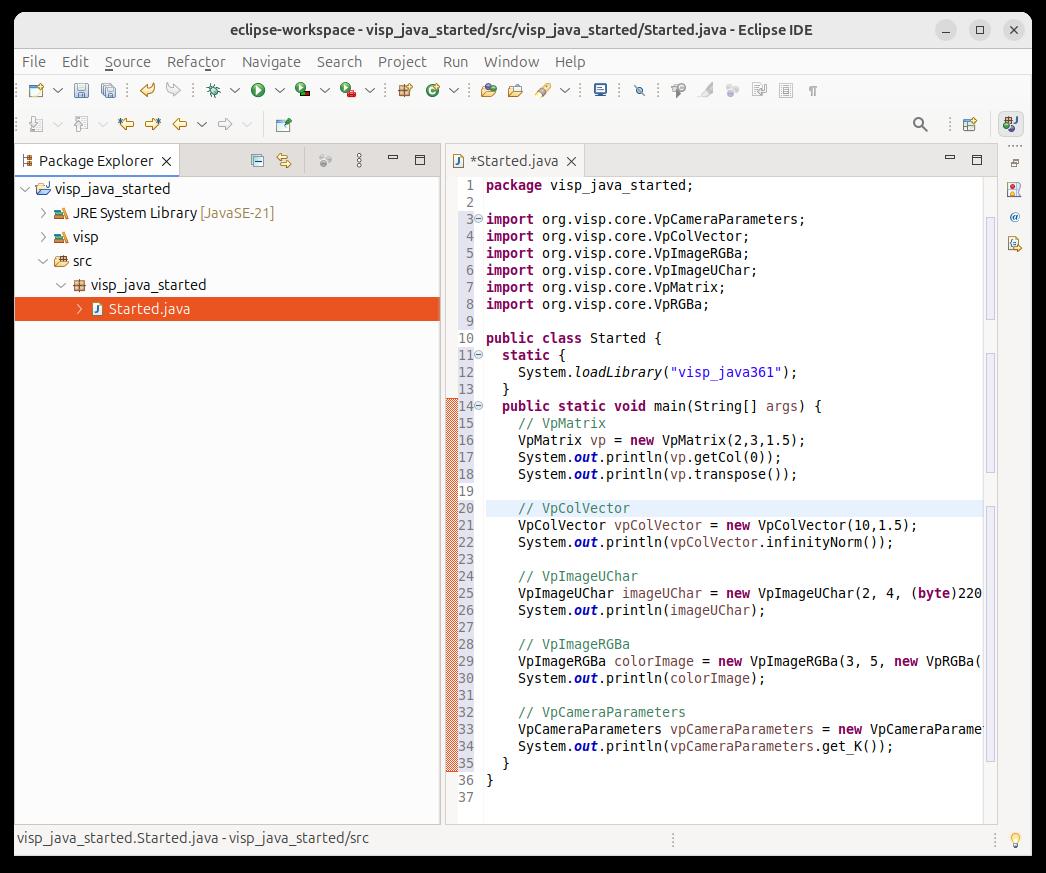 eclipse-workspace - visp_java_started/src/visp_java_started/Started.java - Eclipse IDE
File Edit Source Refactor Navigate Search Project Run Window Help
Package Explorer
visp_java_started
JRE System Library [JavaSE-21]
visp
src
visp_java_started
Started.java
*Started.java
1 package visp_java_started;
2
3 import org.visp.core.VpCameraParameters;
4 import org.visp.core.VpColVector;
5 import org.visp.core.VpImageRGBa;
6 import org.visp.core.VpImageUChar;
7 import org.visp.core.VpMatrix;
8 import org.visp.core.VpRGBa;
9
10 public class Started {
11   static {
12     System.loadLibrary("visp_java361");
13   }
14   public static void main(String[] args) {
15     // VpMatrix
16     VpMatrix vp = new VpMatrix(2,3,1.5);
17     System.out.println(vp.getCol(0));
18     System.out.println(vp.transpose());
19
20     // VpColVector
21     VpColVector vpColVector = new VpColVector(10,1.5);
22     System.out.println(vpColVector.infinityNorm());
23
24     // VpImageUChar
25     VpImageUChar imageUChar = new VpImageUChar(2, 4, (byte)220
26     System.out.println(imageUChar);
27
28     // VpImageRGBa
29     VpImageRGBa colorImage = new VpImageRGBa(3, 5, new VpRGBa(
30     System.out.println(colorImage);
31
32     // VpCameraParameters
33     VpCameraParameters vpCameraParameters = new VpCameraParame
34     System.out.println(vpCameraParameters.get_K());
35   }
36 }
37
visp_java_started.Started.java - visp_java_started/src